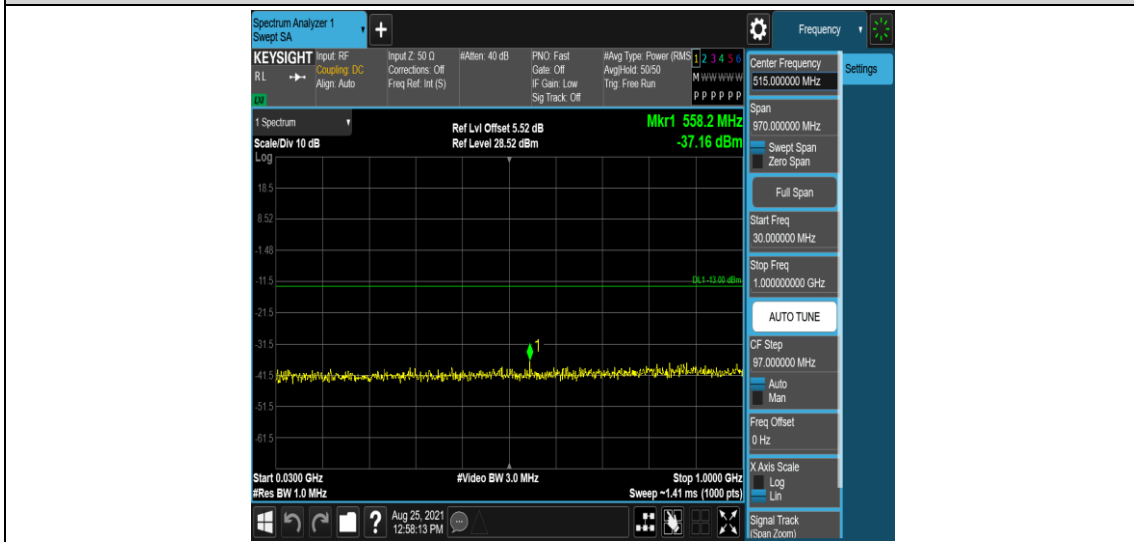 Spectrum Analyzer 1
Swept SA
+
Frequency
KEYSIGHT
Input: RF
Coupling: DC
Align: Auto
Input Z: 50 Ω
Corrections: Off
Freq Ref: Int (S)
#Atten: 40 dB
PNO: Fast
Gate: Off
IF Gain: Low
Sig Track: Off
#Avg Type: Power (RMS
Avg|Hold: 50/50
Trig: Free Run
1 2 3 4 5 6
M W W W W W
P P P P P P
RL
LXI
1 Spectrum
Scale/Div 10 dB
Log
Ref Lvl Offset 5.52 dB
Ref Level 28.52 dBm
Mkr1 558.2 MHz
-37.16 dBm
18.5
8.52
-1.48
-11.5
DL1 -13.00 dBm
-21.5
-31.5
1
-41.5
-51.5
-61.5
Start 0.0300 GHz
#Res BW 1.0 MHz
#Video BW 3.0 MHz
Stop 1.0000 GHz
Sweep ~1.41 ms (1000 pts)
Center Frequency
515.000000 MHz
Settings
Span
970.000000 MHz
Swept Span
Zero Span
Full Span
Start Freq
30.000000 MHz
Stop Freq
1.000000000 GHz
AUTO TUNE
CF Step
97.000000 MHz
Auto
Man
Freq Offset
0 Hz
X Axis Scale
Log
Lin
Signal Track
(Span Zoom)
?
Aug 25, 2021
12:58:13 PM